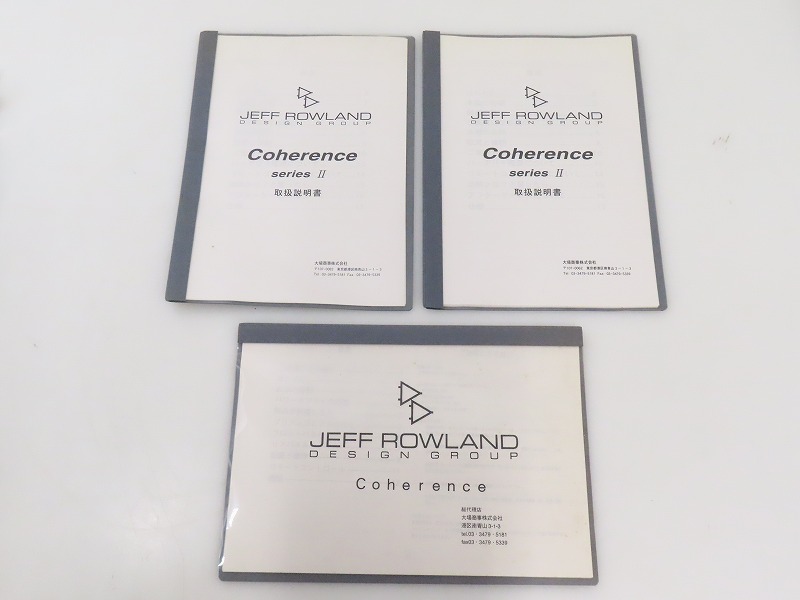 JEFF ROWLAND
DESIGN GROUP
Coherence
series II
取扱説明書
大場商事株式会社
JEFF ROWLAND
DESIGN GROUP
Coherence
series II
取扱説明書
大場商事株式会社
JEFF ROWLAND
DESIGN GROUP
Coherence
総代理店
大場商事株式会社
港区南青山3-1-3
tel.03・3479・5181
fax03・3479・5339